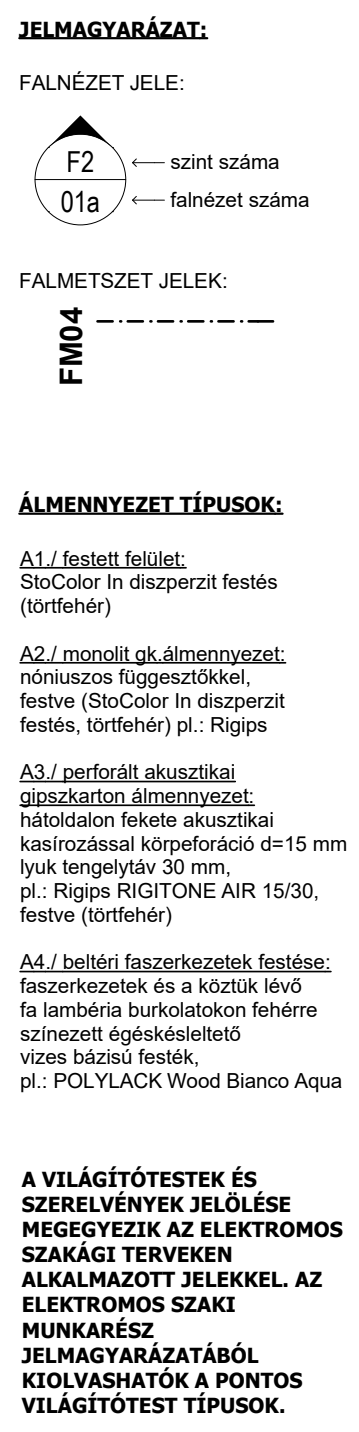 JELMAGYARÁZAT:
FALNÉZET JELE:
F2
szint száma
01a
falnézet száma
FALMETSZET JELEK:
FM04
ÁLMENNYEZET TÍPUSOK:
A1./ festett felület:
StoColor In diszperzit festés
(törtfehér)
A2./ monolit gk.álmennyezet:
nóniuszos függesztőkkel,
festve (StoColor In diszperzit
festés, törtfehér) pl.: Rigips
A3./ perforált akusztikai
gipszkarton álmennyezet:
hátoldalon fekete akusztikai
kasírozással körpeforáció d=15 mm
lyuk tengelytáv 30 mm,
pl.: Rigips RIGITONE AIR 15/30,
festve (törtfehér)
A4./ beltéri faszerkezetek festése:
faszerkezetek és a köztük lévő
fa lambéria burkolatokon fehérre
színezett égéskésleltető
vizes bázisú festék,
pl.: POLYLACK Wood Bianco Aqua
A VILÁGÍTÓTESTEK ÉS
SZERELVÉNYEK JELÖLÉSE
MEGEGYEZIK AZ ELEKTROMOS
SZAKÁGI TERVEKEN
ALKALMAZOTT JELEKKEL. AZ
ELEKTROMOS SZAKI
MUNKARÉSZ
JELMAGYARÁZATÁBÓL
KIOLVASHATÓK A PONTOS
VILÁGÍTÓTEST TÍPUSOK.